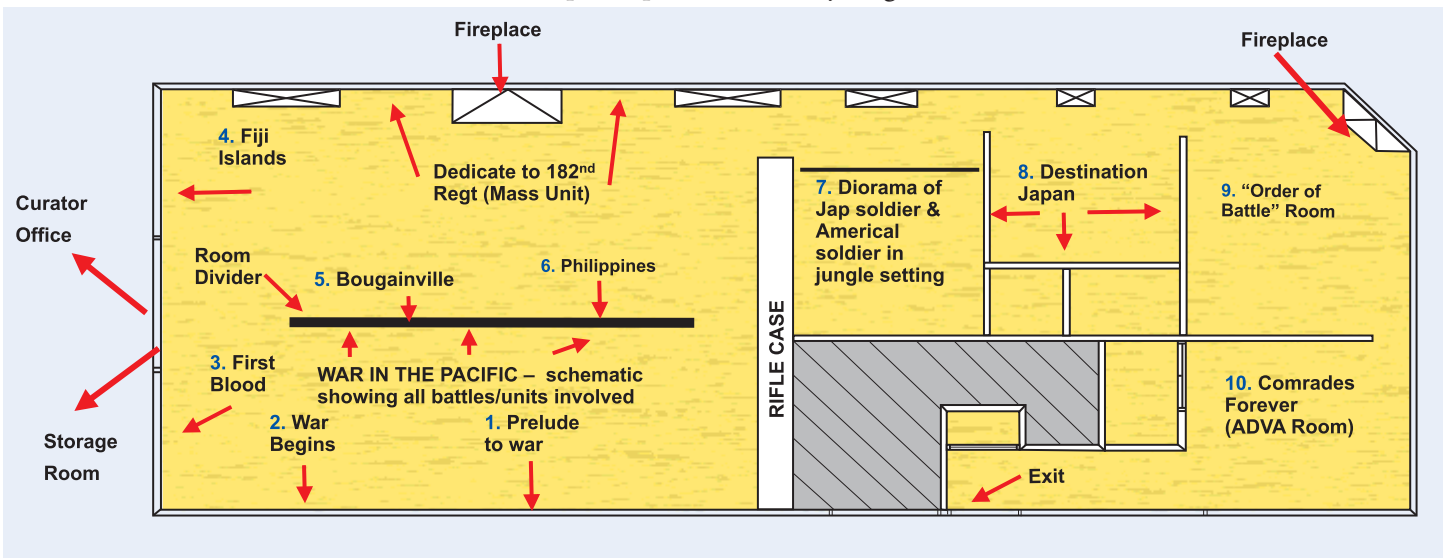 Fireplace
Fireplace
4. Fiji
Islands
Dedicate to 182nd
Regt (Mass Unit)
7. Diorama of
Jap soldier &
Americal
soldier in
jungle setting
8. Destination
Japan
9. “Order of
Battle” Room
Curator
Office
Room
Divider
5. Bougainville
6. Philippines
RIFLE CASE
3. First
Blood
WAR IN THE PACIFIC – schematic
showing all battles/units involved
2. War
Begins
1. Prelude
to war
10. Comrades
Forever
(ADVA Room)
Storage
Room
Exit